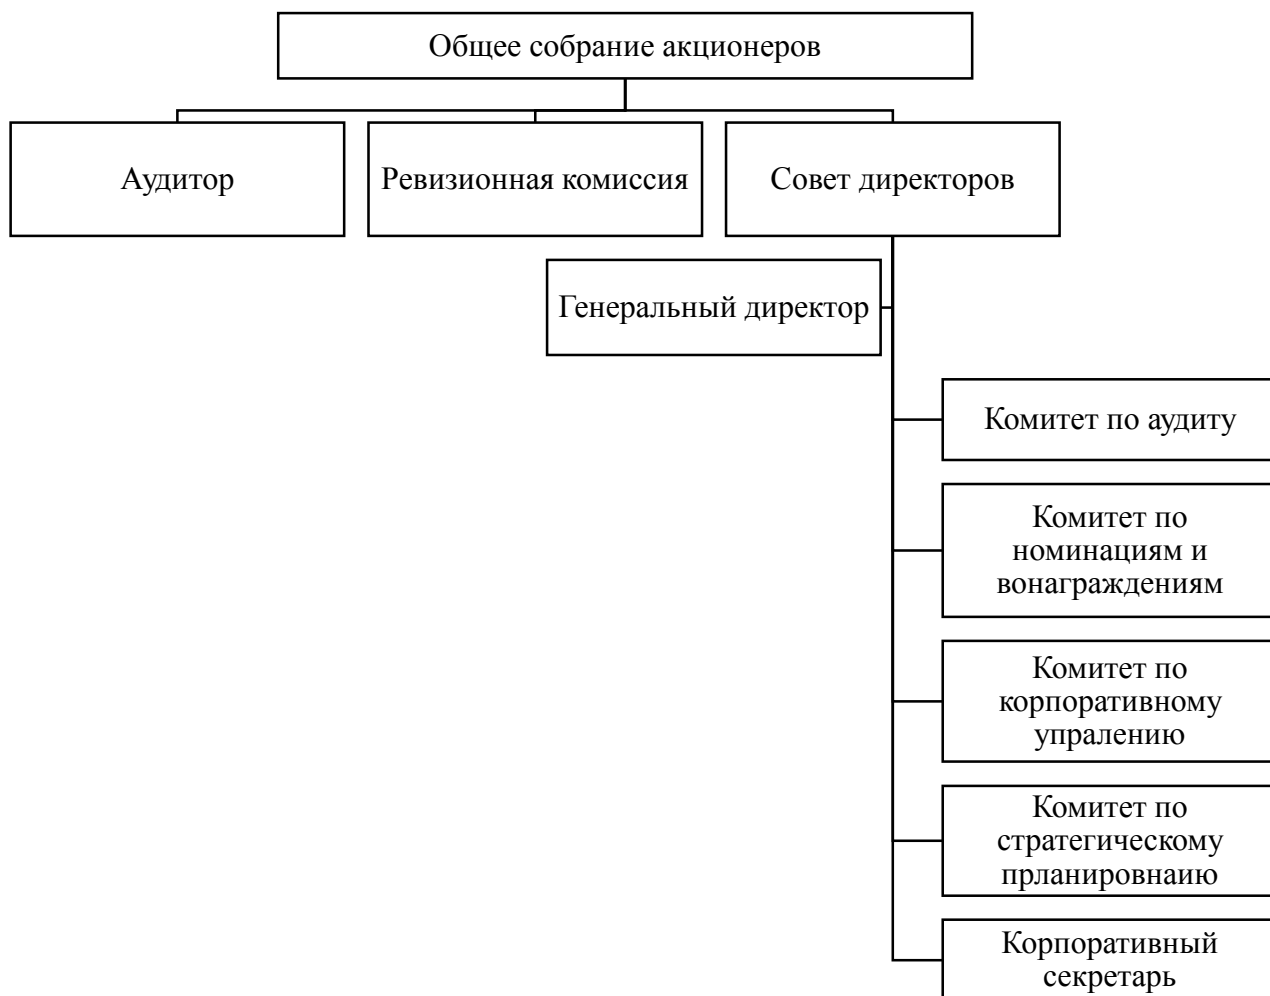 Общее собрание акционеров
Аудитор
Ревизионная комиссия
Совет директоров
Генеральный директор
Комитет по аудиту
Комитет по
номинациям и
вонаграждениям
Комитет по
корпоративному
упралению
Комитет по
стратегическому
прланировнаию
Корпоративный
секретарь